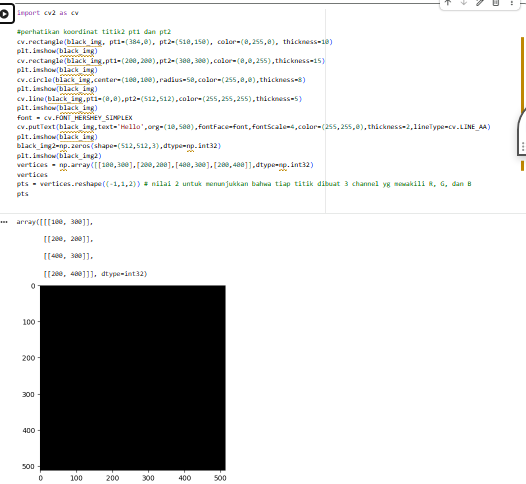 import cv2 as cv
#perhatikan koordinat titik2 pt1 dan pt2
cv.rectangle(black_img, pt1=(384,0), pt2=(510,150), color=(0,255,0), thickness=10)
plt.imshow(black_img)
cv.rectangle(black_img,pt1=(200,200),pt2=(300,300),color=(0,0,255),thickness=15)
plt.imshow(black_img)
cv.circle(black_img,center=(100,100),radius=50,color=(255,0,0),thickness=8)
plt.imshow(black_img)
cv.line(black_img,pt1=(0,0),pt2=(512,512),color=(255,255,255),thickness=5)
plt.imshow(black_img)
font = cv.FONT_HERSHEY_SIMPLEX
cv.putText(black_img,text='Hello',org=(10,500),fontFace=font,fontScale=4,color=(255,255,0),thickness=2,lineType=cv.LINE_AA)
plt.imshow(black_img)
black_img2=np.zeros(shape=(512,512,3),dtype=np.int32)
plt.imshow(black_img2)
vertices = np.array([[100,300],[200,200],[400,300],[200,400]],dtype=np.int32)
vertices
pts = vertices.reshape((-1,1,2)) # nilai 2 untuk menunjukkan bahwa tiap titik dibuat 3 channel yg mewakili R, G, dan B
pts
array([[[100, 300]],
[[200, 200]],
[[400, 300]],
[[200, 400]]], dtype=int32)
0
100
200
300
400
500
0 100 200 300 400 500